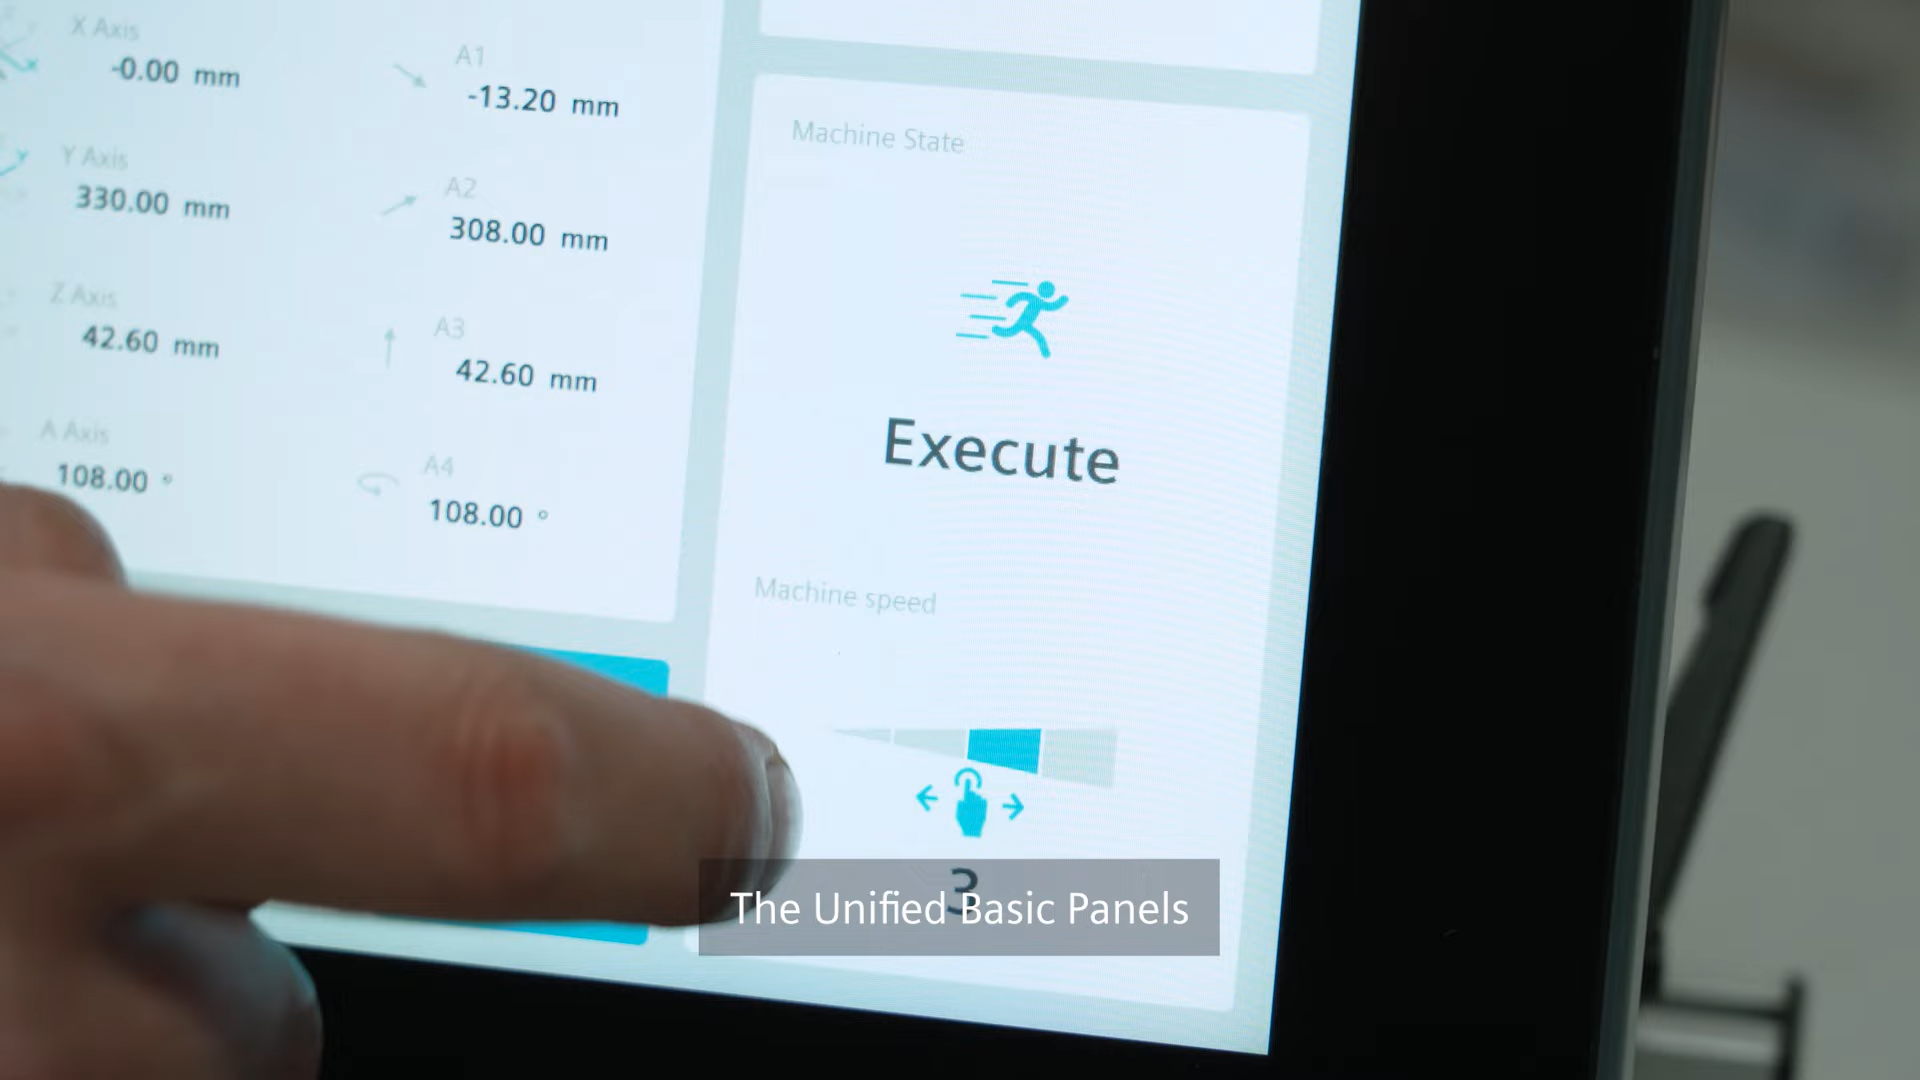 X Axis
-0.00 mm
A1
-13.20 mm
Y Axis
330.00 mm
A2
308.00 mm
Z Axis
42.60 mm
A3
42.60 mm
A Axis
108.00 °
A4
108.00 °
Machine State
Execute
Machine speed
3
The Unified Basic Panels